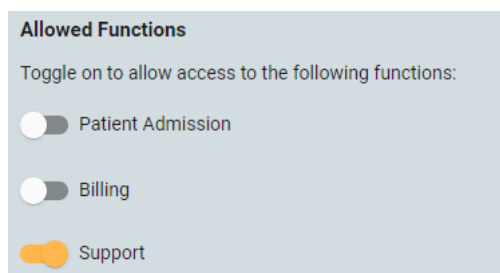 Allowed Functions
Toggle on to allow access to the following functions:
Patient Admission
Billing
Support